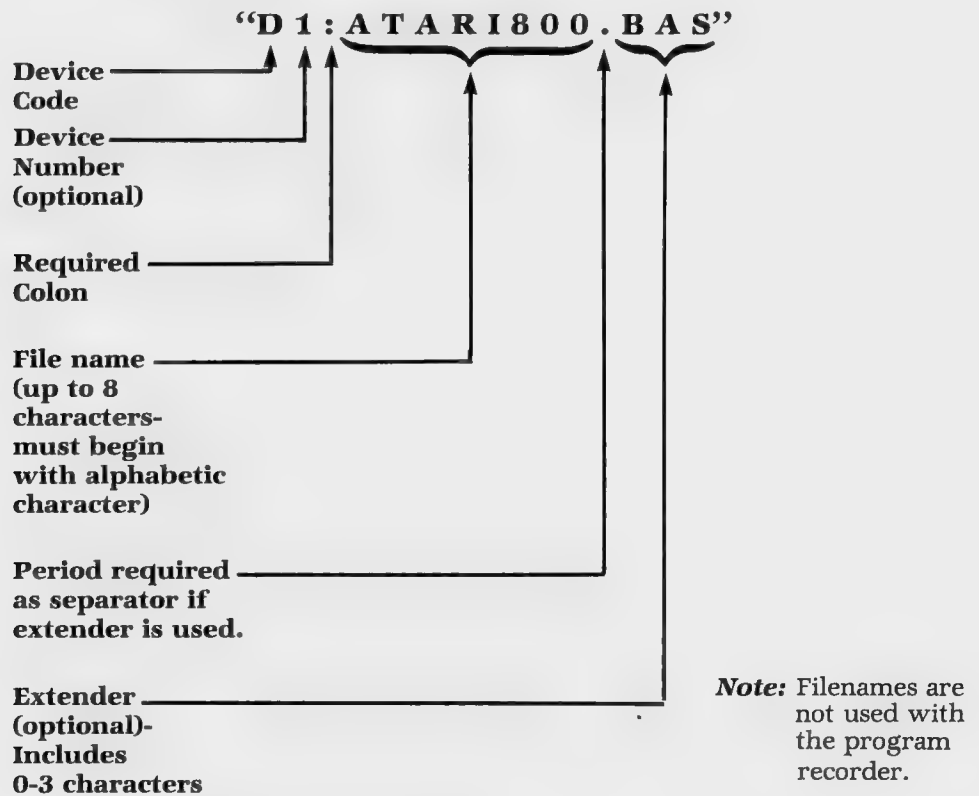 “D1:ATARI800.BAS”
Device
Code
Device
Number
(optional)
Required
Colon
File name
(up to 8
characters-
must begin
with alphabetic
character)
Period required
as separator if
extender is used.
Extender
(optional)-
Includes
0-3 characters
Note: Filenames are
not used with
the program
recorder.